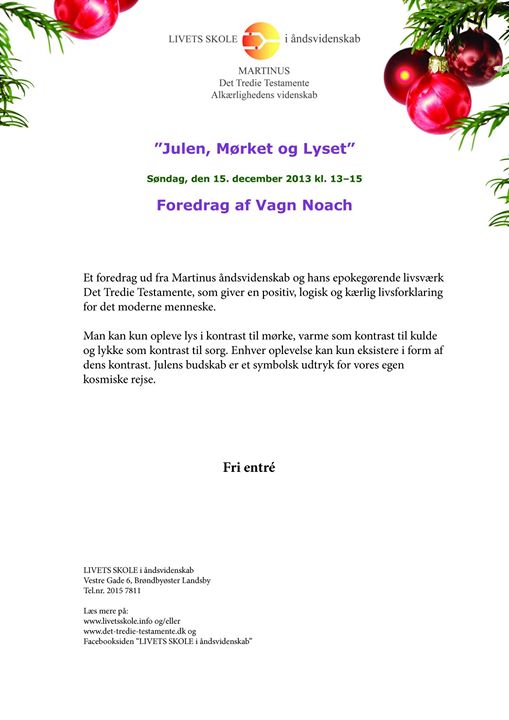 LIVETS SKOLE i åndsvidenskab
MARTINUS
Det Tredie Testamente
Alkærlighedens videnskab
”Julen, Mørket og Lyset”
Søndag, den 15. december 2013 kl. 13–15
Foredrag af Vagn Noach
Et foredrag ud fra Martinus åndsvidenskab og hans epokegørende livsværk
Det Tredie Testamente, som giver en positiv, logisk og kærlig livsforklaring
for det moderne menneske.
Man kan kun opleve lys i kontrast til mørke, varme som kontrast til kulde
og lykke som kontrast til sorg. Enhver oplevelse kan kun eksistere i form af
dens kontrast. Julens budskab er et symbolsk udtryk for vores egen
kosmiske rejse.
Fri entré
LIVETS SKOLE i åndsvidenskab
Vestre Gade 6, Brøndbyøster Landsby
Tel.nr. 2015 7811
Læs mere på:
www.livetsskole.info og/eller
www.det-tredie-testamente.dk og
Facebooksiden ”LIVETS SKOLE i åndsvidenskab”